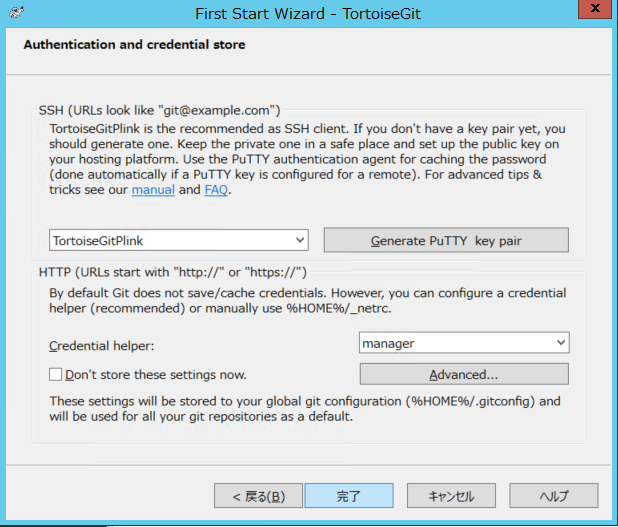 First Start Wizard - TortoiseGit
x
Authentication and credential store
SSH (URLs look like "git@example.com")
TortoiseGitPlink is the recommended as SSH client. If you don't have a key pair yet, you
should generate one. Keep the private one in a safe place and set up the public key on
your hosting platform. Use the PuTTY authentication agent for caching the password
(done automatically if a PuTTY key is configured for a remote). For advanced tips &
tricks see our manual and FAQ.
TortoiseGitPlink
Generate PuTTY key pair
HTTP (URLs start with "http://" or "https://")
By default Git does not save/cache credentials. However, you can configure a credential
helper (recommended) or manually use %HOME%/_netrc.
Credential helper:
manager
Don't store these settings now.
Advanced...
These settings will be stored to your global git configuration (%HOME%/.gitconfig) and
will be used for all your git repositories as a default.
< 戻る(B)
完了
キャンセル
ヘルプ